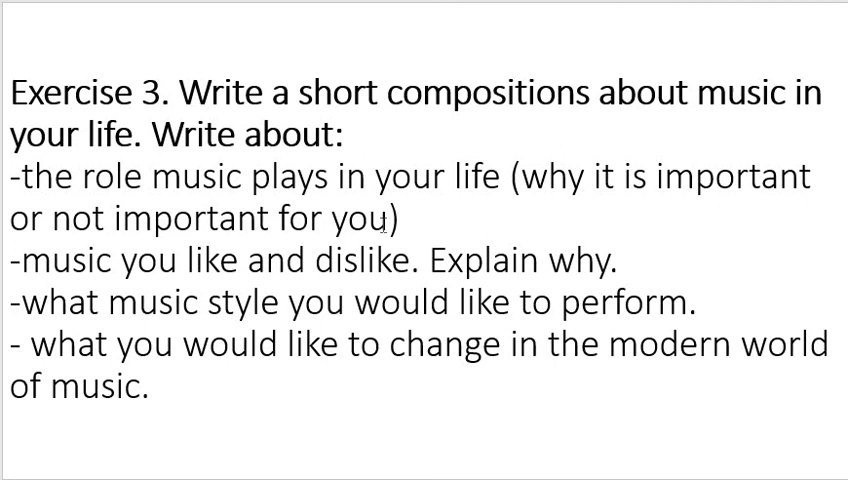 Exercise 3. Write a short compositions about music in
your life. Write about:
-the role music plays in your life (why it is important
or not important for you)
-music you like and dislike. Explain why.
-what music style you would like to perform.
- what you would like to change in the modern world
of music.